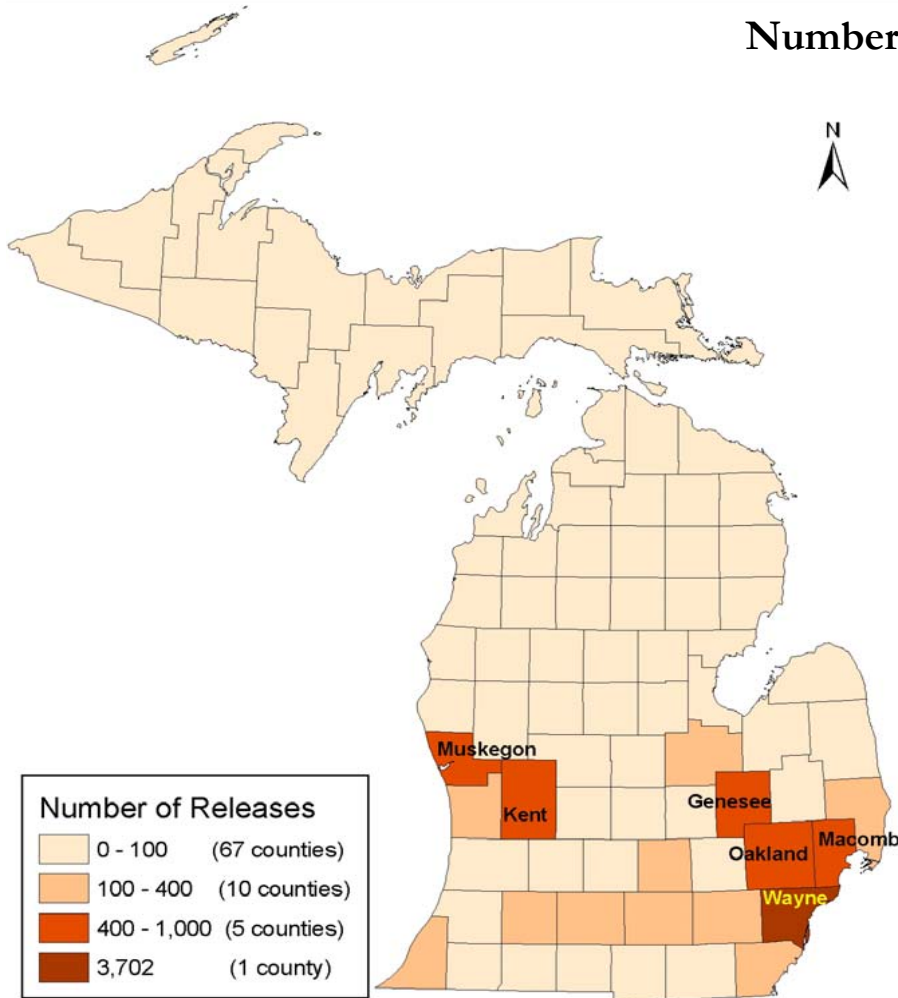 Number
N
Muskegon
Kent
Genesee
Oakland
Macomb
Wayne
Number of Releases
0 - 100 (67 counties)
100 - 400 (10 counties)
400 - 1,000 (5 counties)
3,702 (1 county)